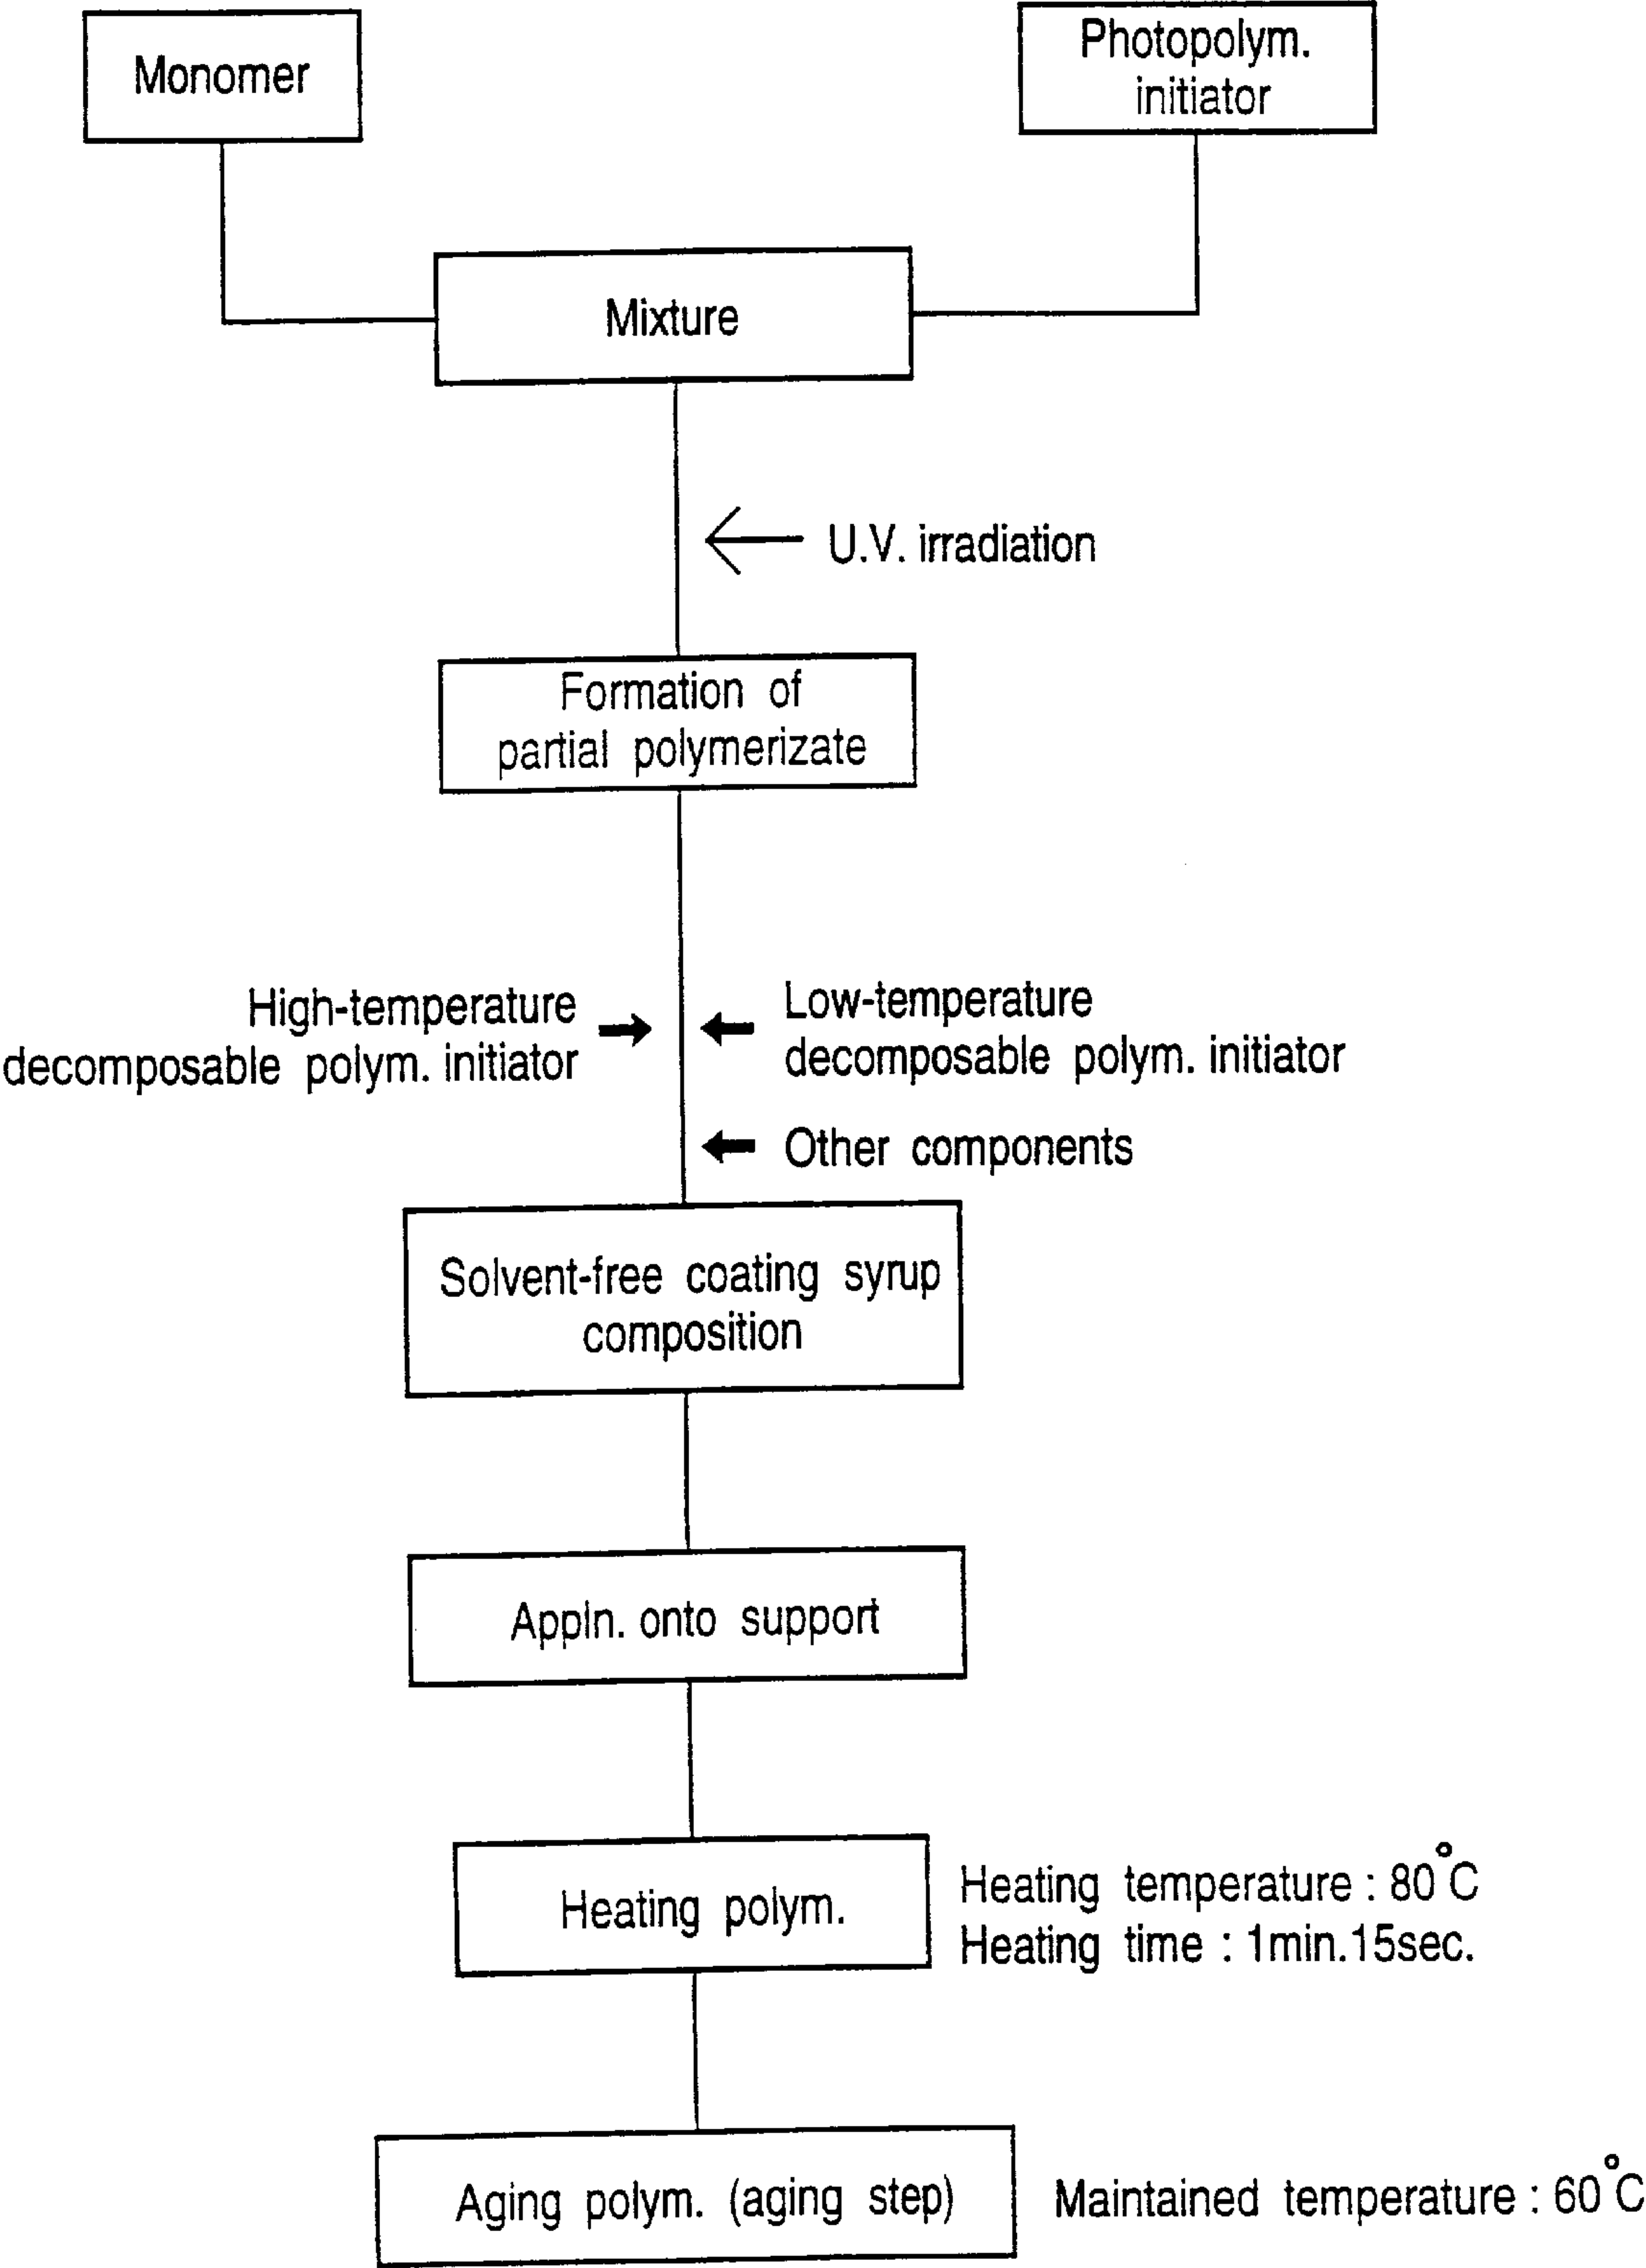 Monomer
Photopolym.
initiator
Mixture
U.V. irradiation
Formation of
partial polymerizate
High-temperature
decomposable polym. initiator
Low-temperature
decomposable polym. initiator
Other components
Solvent-free coating syrup
composition
Appln. onto support
Heating polym.
Heating temperature : 80°C
Heating time : 1min.15sec.
Aging polym. (aging step)
Maintained temperature : 60°C